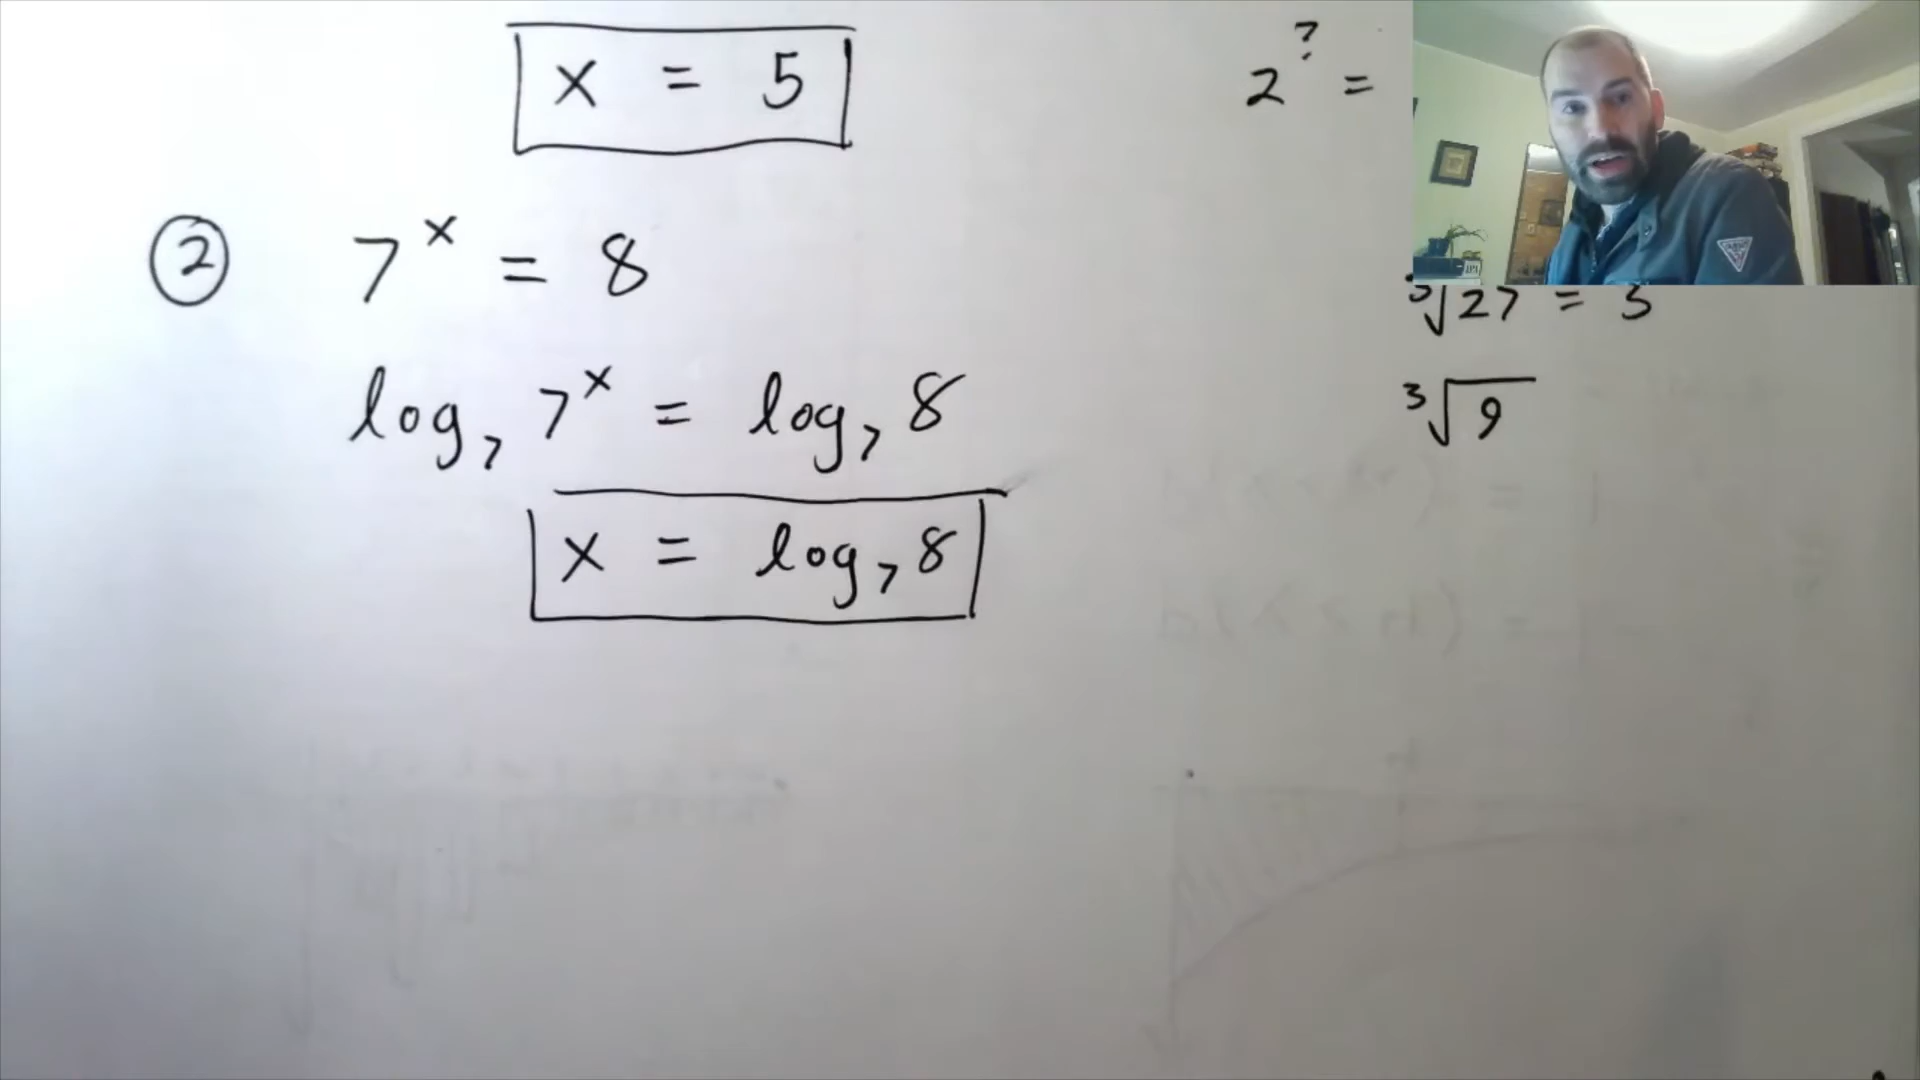 x = 5
2^? =
② 7^x = 8
∛27 = 3
log₇ 7^x = log₇ 8
∛9
x = log₇ 8